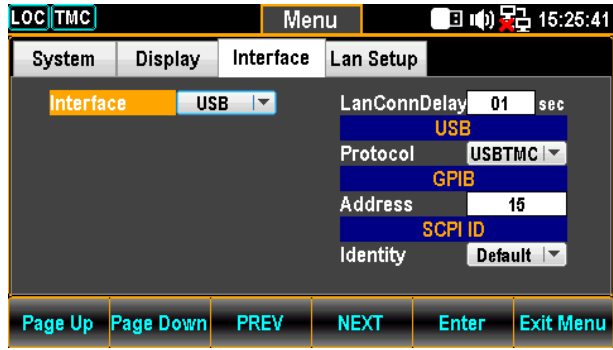 LOC TMC Menu 15:25:41
System Display Interface Lan Setup
Interface USB LanConnDelay 01 sec
USB
Protocol USBTMC
GPIB
Address 15
SCPI ID
Identity Default
Page Up Page Down PREV NEXT Enter Exit Menu